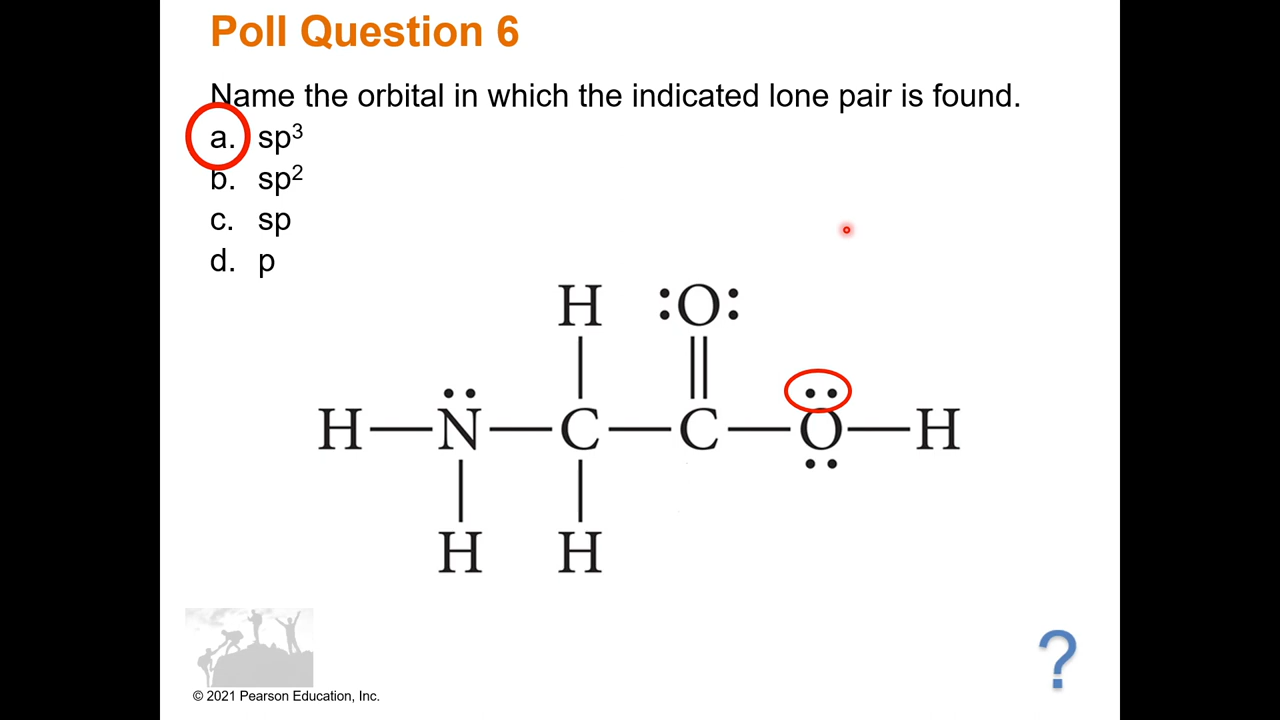 Poll Question 6
Name the orbital in which the indicated lone pair is found.
a. sp³
b. sp²
c. sp
d. p
H :O:
H—N—C—C—O—H
H H
?
© 2021 Pearson Education, Inc.